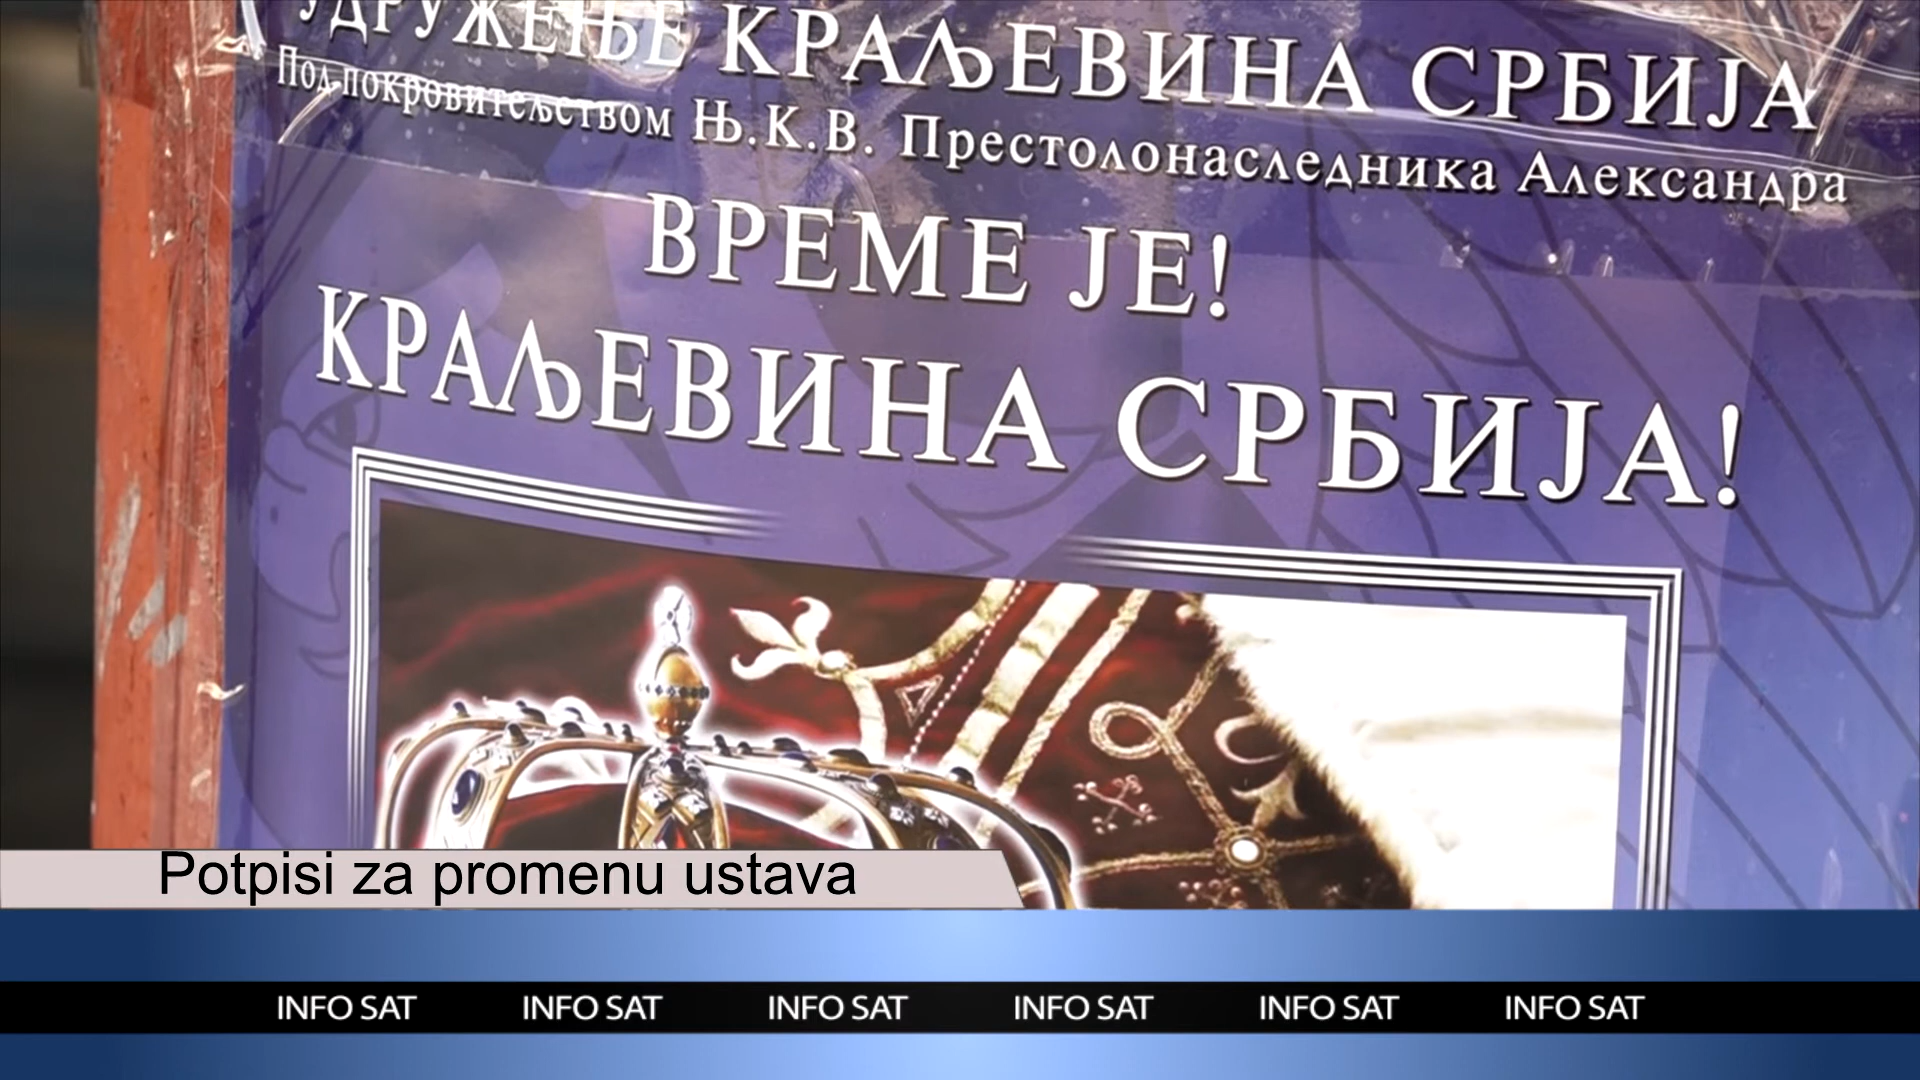 УДРУЖЕЊЕ КРАЉЕВИНА СРБИЈА
Под покровитељством Њ.К.В. Престолонаследника Александра
ВРЕМЕ ЈЕ!
КРАЉЕВИНА СРБИЈА!
Potpisi za promenu ustava
INFO SAT INFO SAT INFO SAT INFO SAT INFO SAT INFO SAT